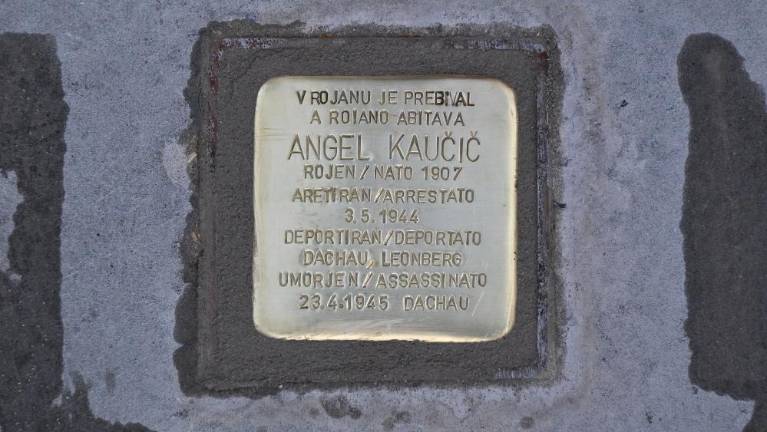 V ROJANU JE PREBIVAL
A ROIANO ABITAVA
ANGEL KAUČIČ
ROJEN/NATO 1907
ARETIRAN/ARRESTATO
3.5.1944
DEPORTIRAN/DEPORTATO
DACHAU, LEONBERG
UMORJEN/ASSASSINATO
23.4.1945 DACHAU